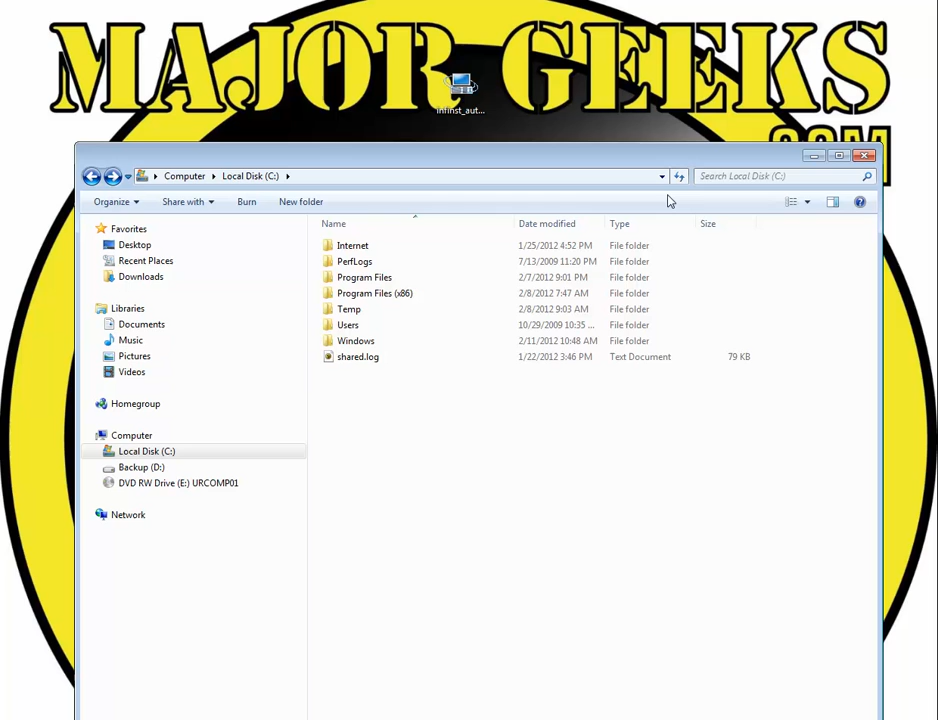 MAJOR GEEKS
.COM
infinst_aut...
Computer Local Disk (C:)
Search Local Disk (C:)
Organize Share with Burn New folder
Name Date modified Type Size
Favorites
Desktop
Recent Places
Downloads
Libraries
Documents
Music
Pictures
Videos
Homegroup
Computer
Local Disk (C:)
Backup (D:)
DVD RW Drive (E:) URCOMP01
Network
Internet 1/25/2012 4:52 PM File folder
PerfLogs 7/13/2009 11:20 PM File folder
Program Files 2/7/2012 9:01 PM File folder
Program Files (x86) 2/8/2012 7:47 AM File folder
Temp 2/8/2012 9:03 AM File folder
Users 10/29/2009 10:35 ... File folder
Windows 2/11/2012 10:48 AM File folder
shared.log 1/22/2012 3:46 PM Text Document 79 KB